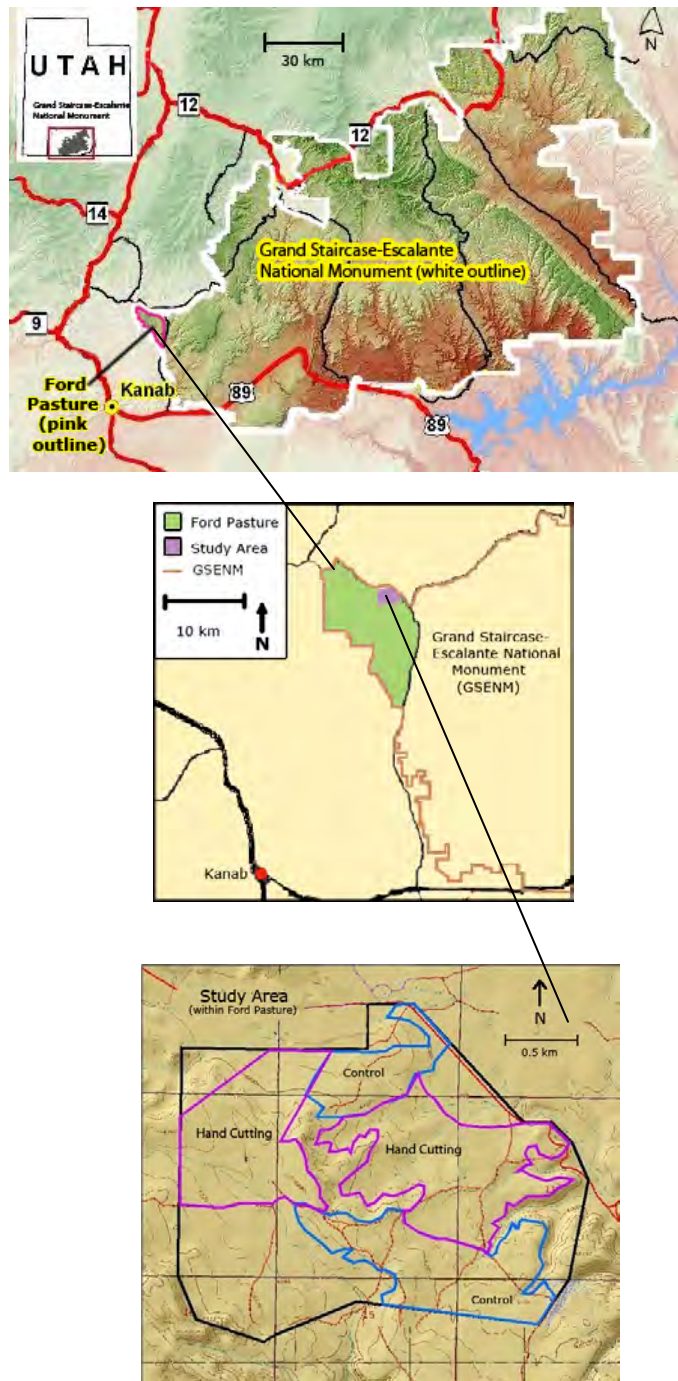 UTAH
Grand Staircase-Escalante
National Monument
30 km
N
12
12
14
9
89
89
Grand Staircase-Escalante
National Monument (white outline)
Ford
Pasture
(pink
outline)
Kanab
Ford Pasture
Study Area
GSENM
10 km
N
Grand Staircase-
Escalante National
Monument
(GSENM)
Kanab
Study Area
(within Ford Pasture)
N
0.5 km
Control
Hand Cutting
Hand Cutting
Control
15